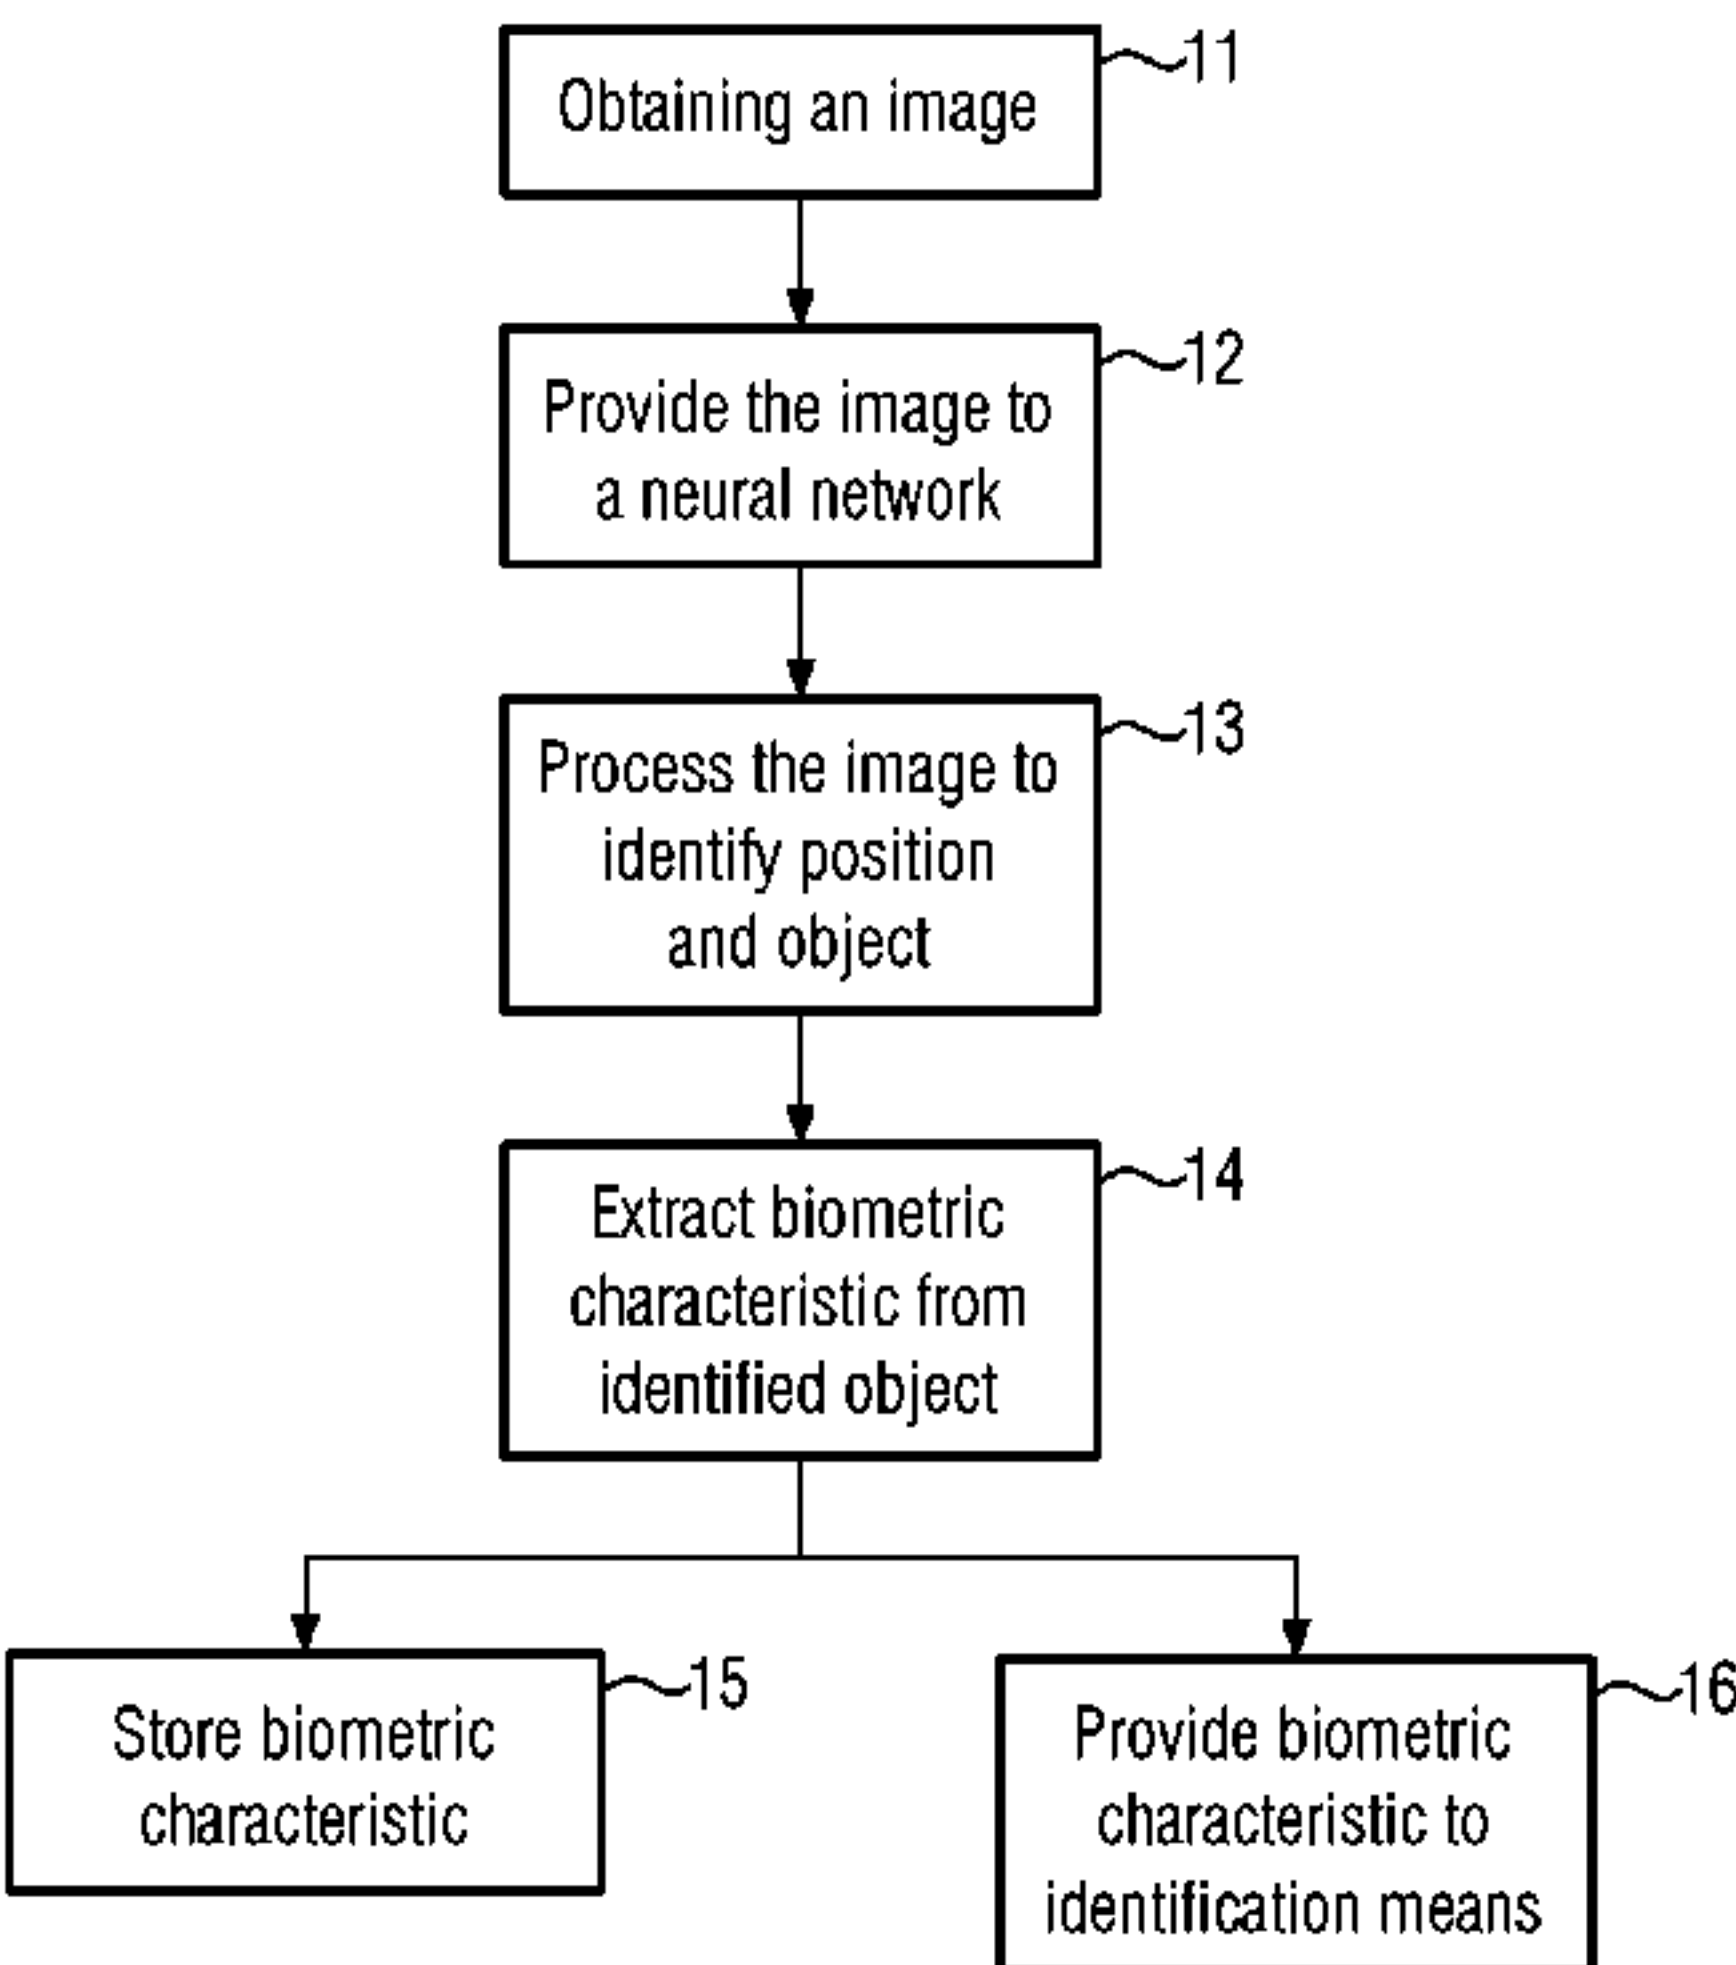 Obtaining an image
11
Provide the image to
a neural network
12
Process the image to
identify position
and object
13
Extract biometric
characteristic from
identified object
14
Store biometric
characteristic
15
Provide biometric
characteristic to
identification means
16